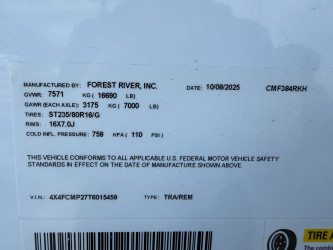 MANUFACTURED BY: FOREST RIVER, INC. DATE: 10/08/2025 CMF384RKH
GVWR: 7571 KG ( 16690 LB)
GAWR (EACH AXLE): 3175 KG ( 7000 LB)
TIRES: ST235/80R16/G
RIMS: 16X7.0J
COLD INFL. PRESSURE: 758 KPA ( 110 PSI )
THIS VEHICLE CONFORMS TO ALL APPLICABLE U.S. FEDERAL MOTOR VEHICLE SAFETY
STANDARDS IN EFFECT ON THE DATE OF MANUFACTURE SHOWN ABOVE.
V.I.N.: 4X4FCMP27T6015459 TYPE: TRA/REM
TIRE A